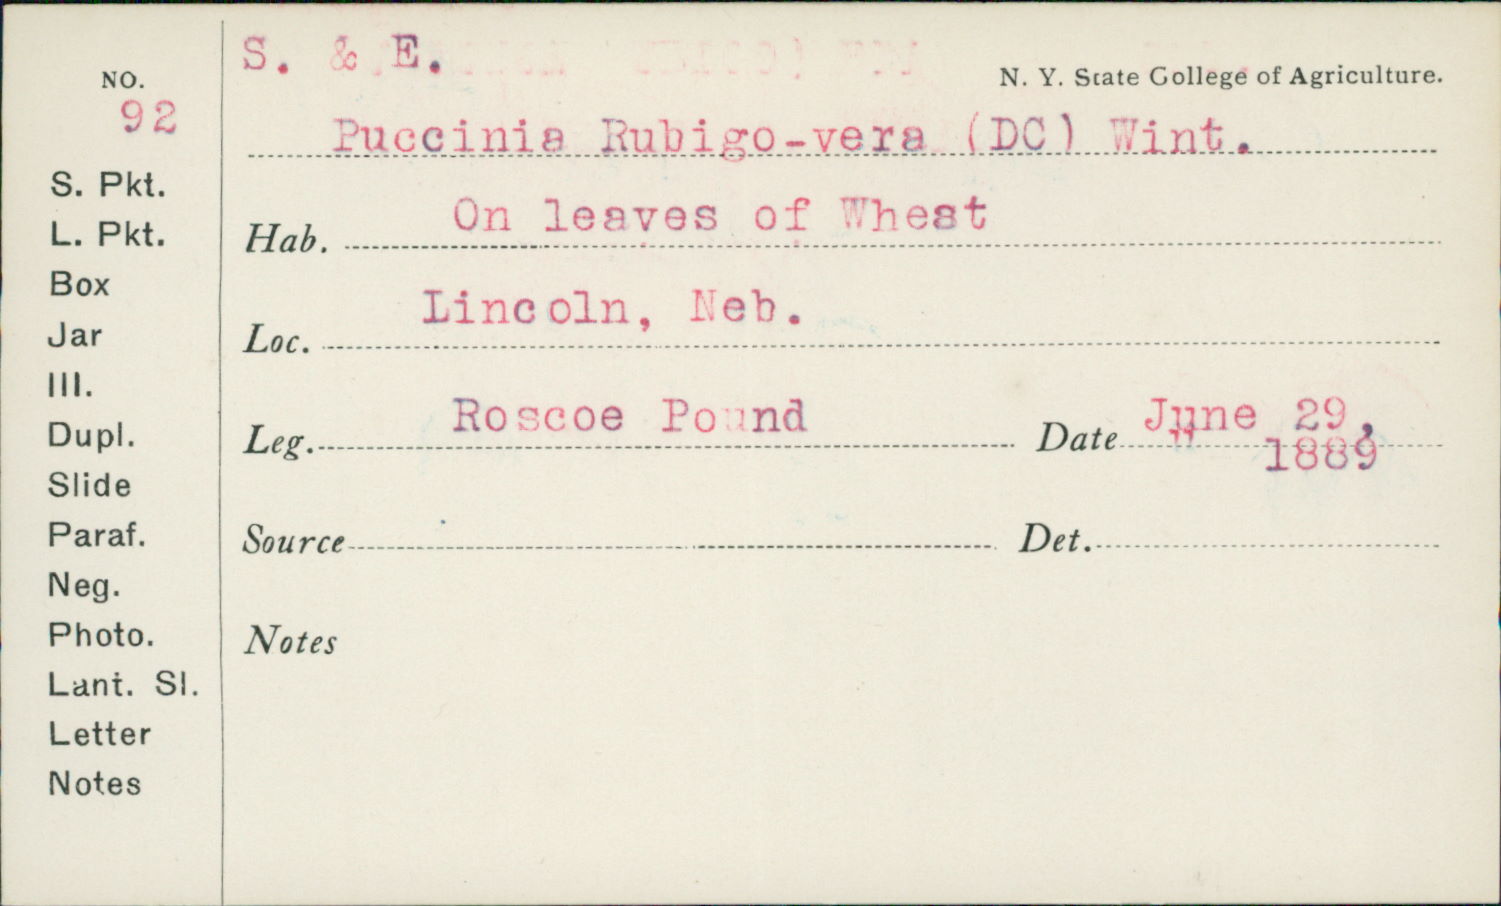 NO.
92
S. Pkt.
L. Pkt.
Box
Jar
Ill.
Dupl.
Slide
Paraf.
Neg.
Photo.
Lant. Sl.
Letter
Notes
S. & E.
N. Y. State College of Agriculture.
Puccinia Rubigo-vera (DC) Wint.
Hab. On leaves of Wheat
Loc. Lincoln, Neb.
Leg. Roscoe Pound Date June 29,
" 1889
Source Det.
Notes